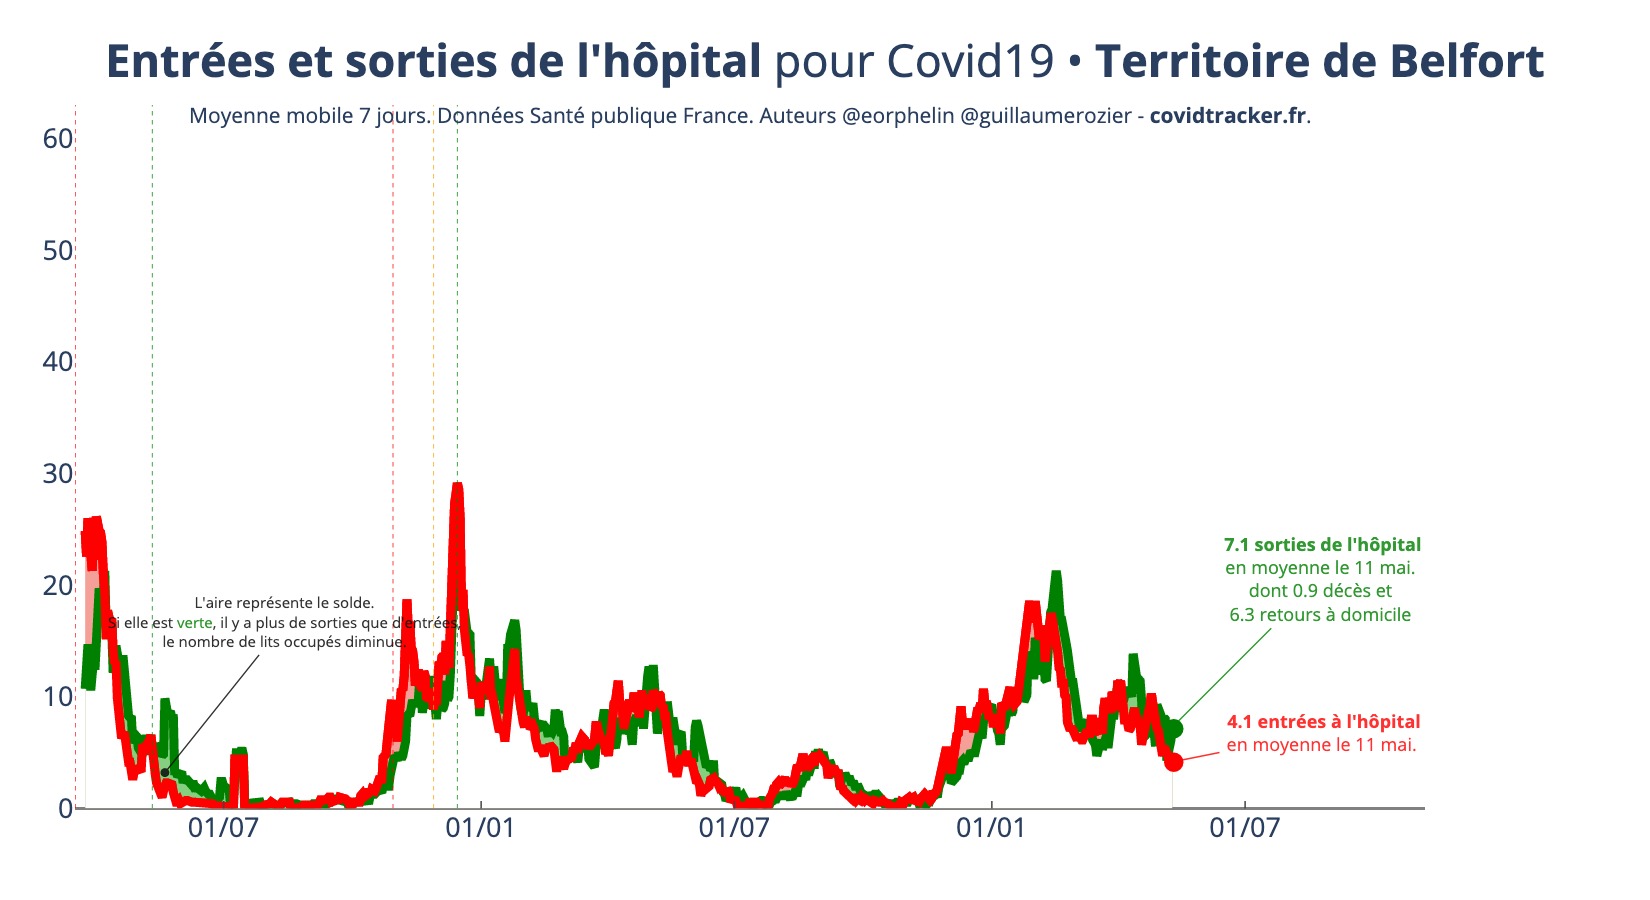 Entrées et sorties de l'hôpital pour Covid19 • Territoire de Belfort
Moyenne mobile 7 jours. Données Santé publique France. Auteurs @eorphelin @guillaumerozier - covidtracker.fr.
60
50
40
30
20
10
0
L'aire représente le solde.
Si elle est verte, il y a plus de sorties que d'entrées,
le nombre de lits occupés diminue
7.1 sorties de l'hôpital
en moyenne le 11 mai.
dont 0.9 décès et
6.3 retours à domicile
4.1 entrées à l'hôpital
en moyenne le 11 mai.
01/07
01/01
01/07
01/01
01/07